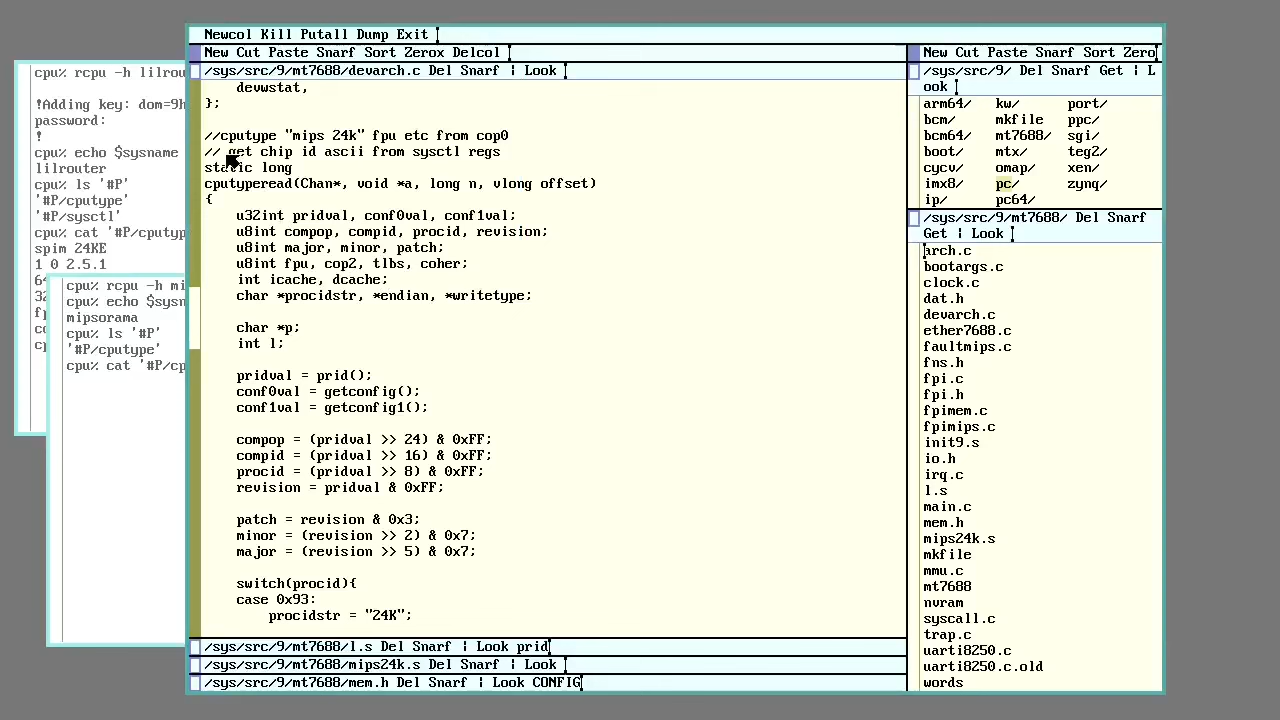 cpu% rcpu -h lilrou
!Adding key: dom=9h
password:
!
cpu% echo $sysname
lilrouter
cpu% ls '#P'
'#P/cputype'
'#P/sysctl'
cpu% cat '#P/cputyp
spim 24KE
1 0 2.5.1
64
32
fp
co
cp
cpu% rcpu -h mi
cpu% echo $sysn
mipsorama
cpu% ls '#P'
'#P/cputype'
cpu% cat '#P/cp
Newcol Kill Putall Dump Exit
New Cut Paste Snarf Sort Zerox Delcol
/sys/src/9/mt7688/devarch.c Del Snarf | Look
devwstat,
};
//cputype "mips 24k" fpu etc from cop0
// get chip id ascii from sysctl regs
static long
cputyperead(Chan*, void *a, long n, vlong offset)
{
u32int pridval, conf0val, conf1val;
u8int compop, compid, procid, revision;
u8int major, minor, patch;
u8int fpu, cop2, tlbs, coher;
int icache, dcache;
char *procidstr, *endian, *writetype;
char *p;
int l;
pridval = prid();
conf0val = getconfig();
conf1val = getconfig1();
compop = (pridval >> 24) & 0xFF;
compid = (pridval >> 16) & 0xFF;
procid = (pridval >> 8) & 0xFF;
revision = pridval & 0xFF;
patch = revision & 0x3;
minor = (revision >> 2) & 0x7;
major = (revision >> 5) & 0x7;
switch(procid){
case 0x93:
procidstr = "24K";
/sys/src/9/mt7688/l.s Del Snarf | Look prid
/sys/src/9/mt7688/mips24k.s Del Snarf | Look
/sys/src/9/mt7688/mem.h Del Snarf | Look CONFIG
New Cut Paste Snarf Sort Zero
/sys/src/9/ Del Snarf Get | L
ook
arm64/ kw/ port/
bcm/ mkfile ppc/
bcm64/ mt7688/ sgi/
boot/ mtx/ teg2/
cycv/ omap/ xen/
imx8/ pc/ zynq/
ip/ pc64/
/sys/src/9/mt7688/ Del Snarf
Get | Look
arch.c
bootargs.c
clock.c
dat.h
devarch.c
ether7688.c
faultmips.c
fns.h
fpi.c
fpi.h
fpimem.c
fpimips.c
init9.s
io.h
irq.c
l.s
main.c
mem.h
mips24k.s
mkfile
mmu.c
mt7688
nvram
syscall.c
trap.c
uarti8250.c
uarti8250.c.old
words